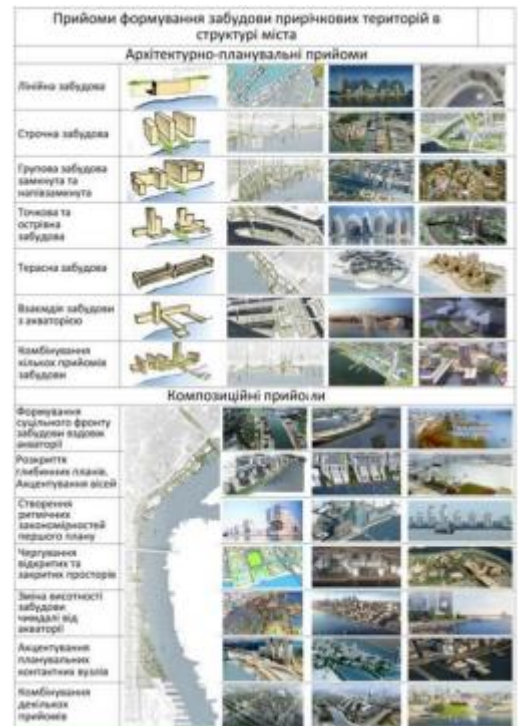 Прийоми формування забудови прирічкових територій в
структурі міста
Архітектурно-планувальні прийоми
Лінійна забудова
Строчна забудова
Групова забудова
замкнута та
напівзамкнута
Точкова та
острівна
забудова
Терасна забудова
Взаємдія забудови
з акваторією
Комбінування
кількох прийомів
забудови
Композиційні прийоми
Формування
суцільного фронту
забудови вздовж
акваторії
Розкриття
глибинних планів.
Акцентування вісей
Створення
ритмічних
закономірностей
першого плану
Чергування
відкритих та
закритих просторів
Зміна висотності
забудови
чимдалі від
акваторії
Акцентування
планувальних
контактних вузлів
Комбінування
декількох
прийомів